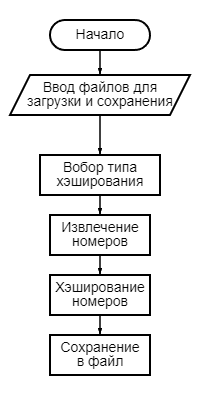 Начало
Ввод файлов для
загрузки и сохранения
Вобор типа
хэширования
Извлечение
номеров
Хэширование
номеров
Сохранение
в файл